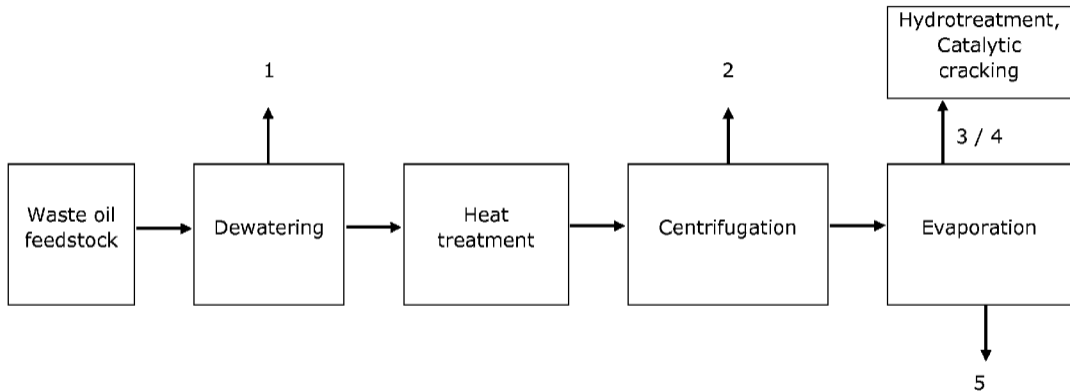 Hydrotreatment,
Catalytic
cracking
1
2
3 / 4
Waste oil
feedstock
Dewatering
Heat
treatment
Centrifugation
Evaporation
5